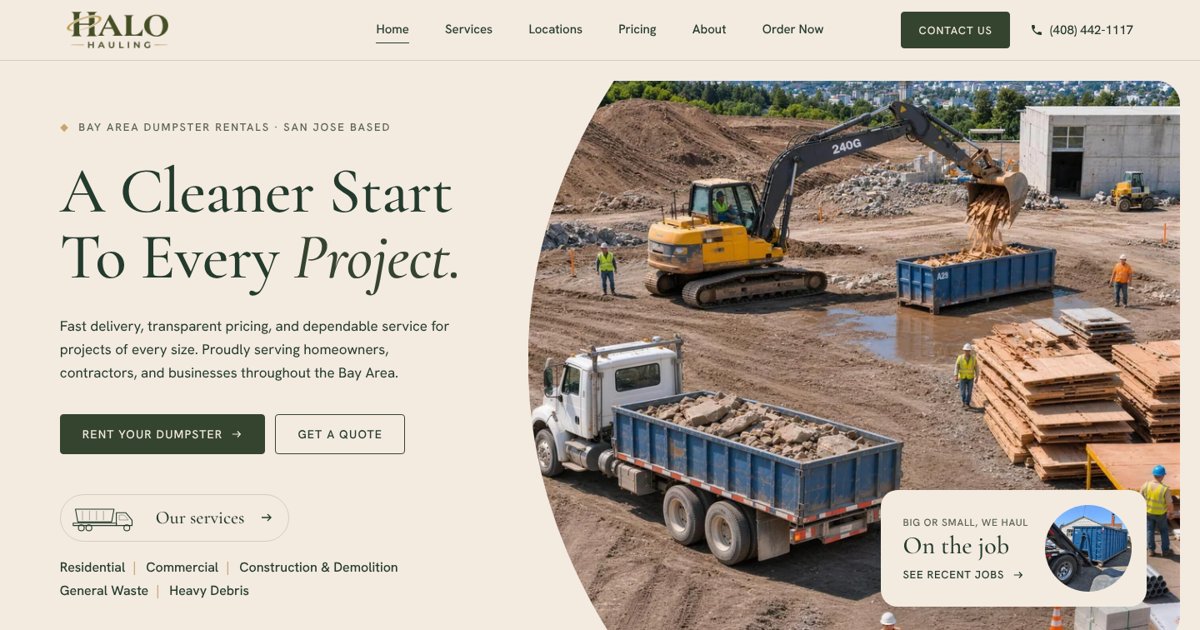 HALO
HAULING
Home
Services
Locations
Pricing
About
Order Now
CONTACT US
(408) 442-1117
BAY AREA DUMPSTER RENTALS · SAN JOSE BASED
A Cleaner Start
To Every Project.
Fast delivery, transparent pricing, and dependable service for
projects of every size. Proudly serving homeowners,
contractors, and businesses throughout the Bay Area.
RENT YOUR DUMPSTER →
GET A QUOTE
Our services →
Residential | Commercial | Construction & Demolition
General Waste | Heavy Debris
240G
A29
BIG OR SMALL, WE HAUL
On the job
SEE RECENT JOBS →